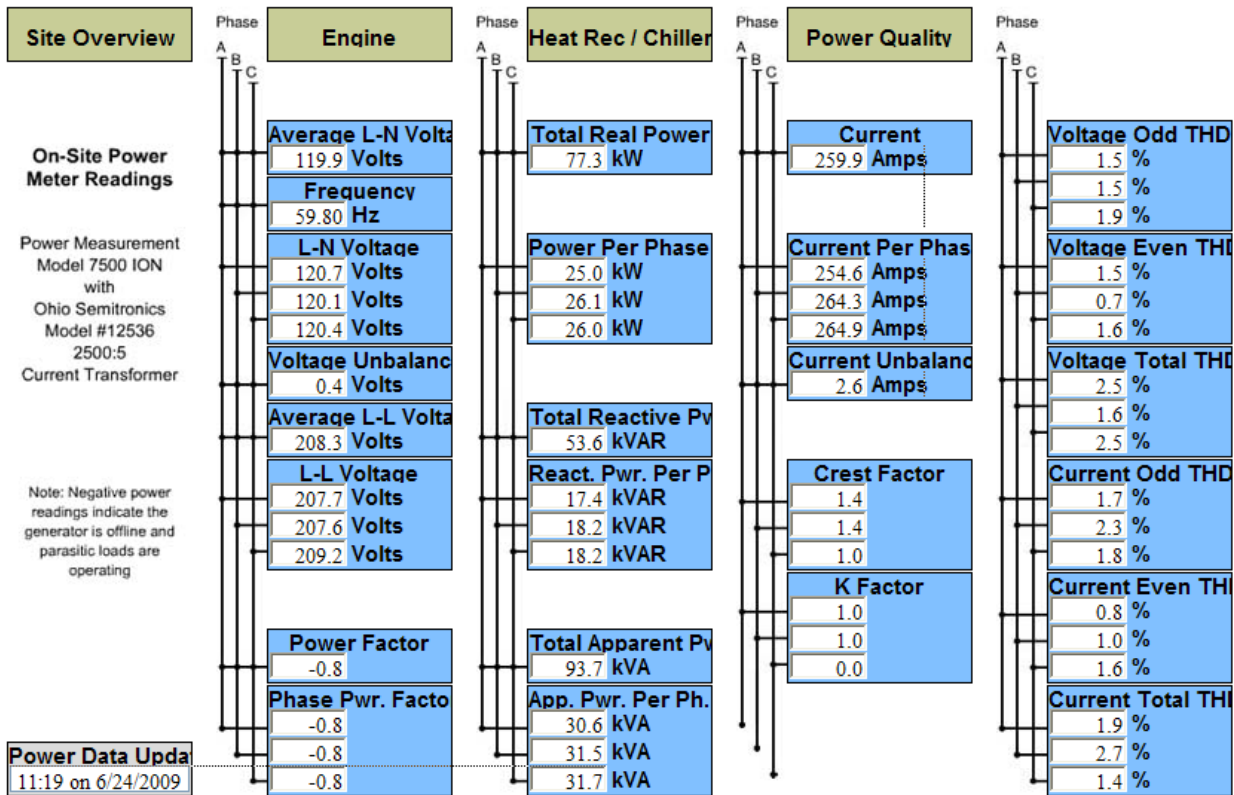 Site Overview
On-Site Power
Meter Readings
Power Measurement
Model 7500 ION
with
Ohio Semitronics
Model #12536
2500:5
Current Transformer
Note: Negative power
readings indicate the
generator is offline and
parasitic loads are
operating
Power Data Upda
11:19 on 6/24/2009
Phase
A
B
C
Engine
Average L-N Volta
119.9 Volts
Frequency
59.80 Hz
L-N Voltage
120.7 Volts
120.1 Volts
120.4 Volts
Voltage Unbalanc
0.4 Volts
Average L-L Volta
208.3 Volts
L-L Voltage
207.7 Volts
207.6 Volts
209.2 Volts
Power Factor
-0.8
Phase Pwr. Facto
-0.8
-0.8
-0.8
Phase
A
B
C
Heat Rec / Chiller
Total Real Power
77.3 kW
Power Per Phase
25.0 kW
26.1 kW
26.0 kW
Total Reactive Pw
53.6 kVAR
React. Pwr. Per P
17.4 kVAR
18.2 kVAR
18.2 kVAR
Total Apparent Pw
93.7 kVA
App. Pwr. Per Ph.
30.6 kVA
31.5 kVA
31.7 kVA
Phase
A
B
C
Power Quality
Current
259.9 Amps
Current Per Phas
254.6 Amps
264.3 Amps
264.9 Amps
Current Unbalanc
2.6 Amps
Crest Factor
1.4
1.4
1.0
K Factor
1.0
1.0
0.0
Phase
A
B
C
Voltage Odd THD
1.5 %
1.5 %
1.9 %
Voltage Even THD
1.5 %
0.7 %
1.6 %
Voltage Total THD
2.5 %
1.6 %
2.5 %
Current Odd THD
1.7 %
2.3 %
1.8 %
Current Even TH
0.8 %
1.0 %
1.6 %
Current Total TH
1.9 %
2.7 %
1.4 %